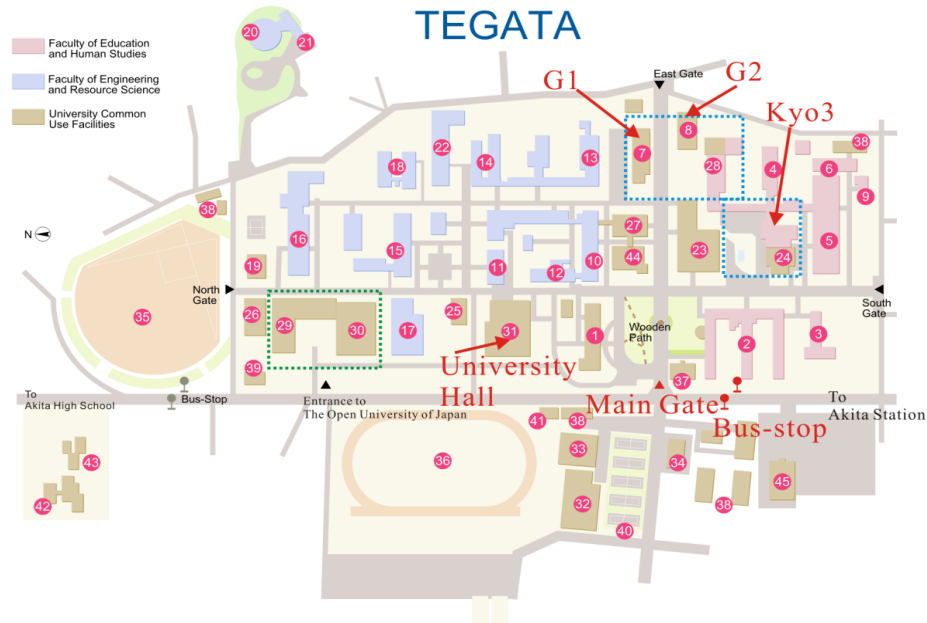 TEGATA
Faculty of Education
and Human Studies
Faculty of Engineering
and Resource Science
University Common
Use Facilities
20
21
East Gate
G1
G2
Kyo3
22
18
14
13
7
8
28
4
38
6
9
38
16
15
11
12
10
27
44
23
24
5
N
19
North
Gate
South
Gate
35
26
29
30
17
25
31
1
Wooden
Path
2
3
39
37
University
Hall
Main Gate
Bus-stop
To
Akita High School
Bus-Stop
Entrance to
The Open University of Japan
To
Akita Station
41
38
36
33
34
43
42
32
40
38
45